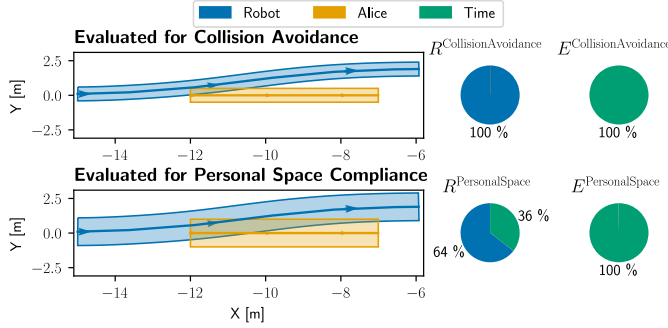 Robot Alice Time
Evaluated for Collision Avoidance
R^CollisionAvoidance E^CollisionAvoidance
Y [m]
2.5
0.0
−2.5
−14 −12 −10 −8 −6
100 % 100 %
Evaluated for Personal Space Compliance
R^PersonalSpace E^PersonalSpace
Y [m]
2.5
0.0
−2.5
−14 −12 −10 −8 −6
X [m]
36 %
64 %
100 %